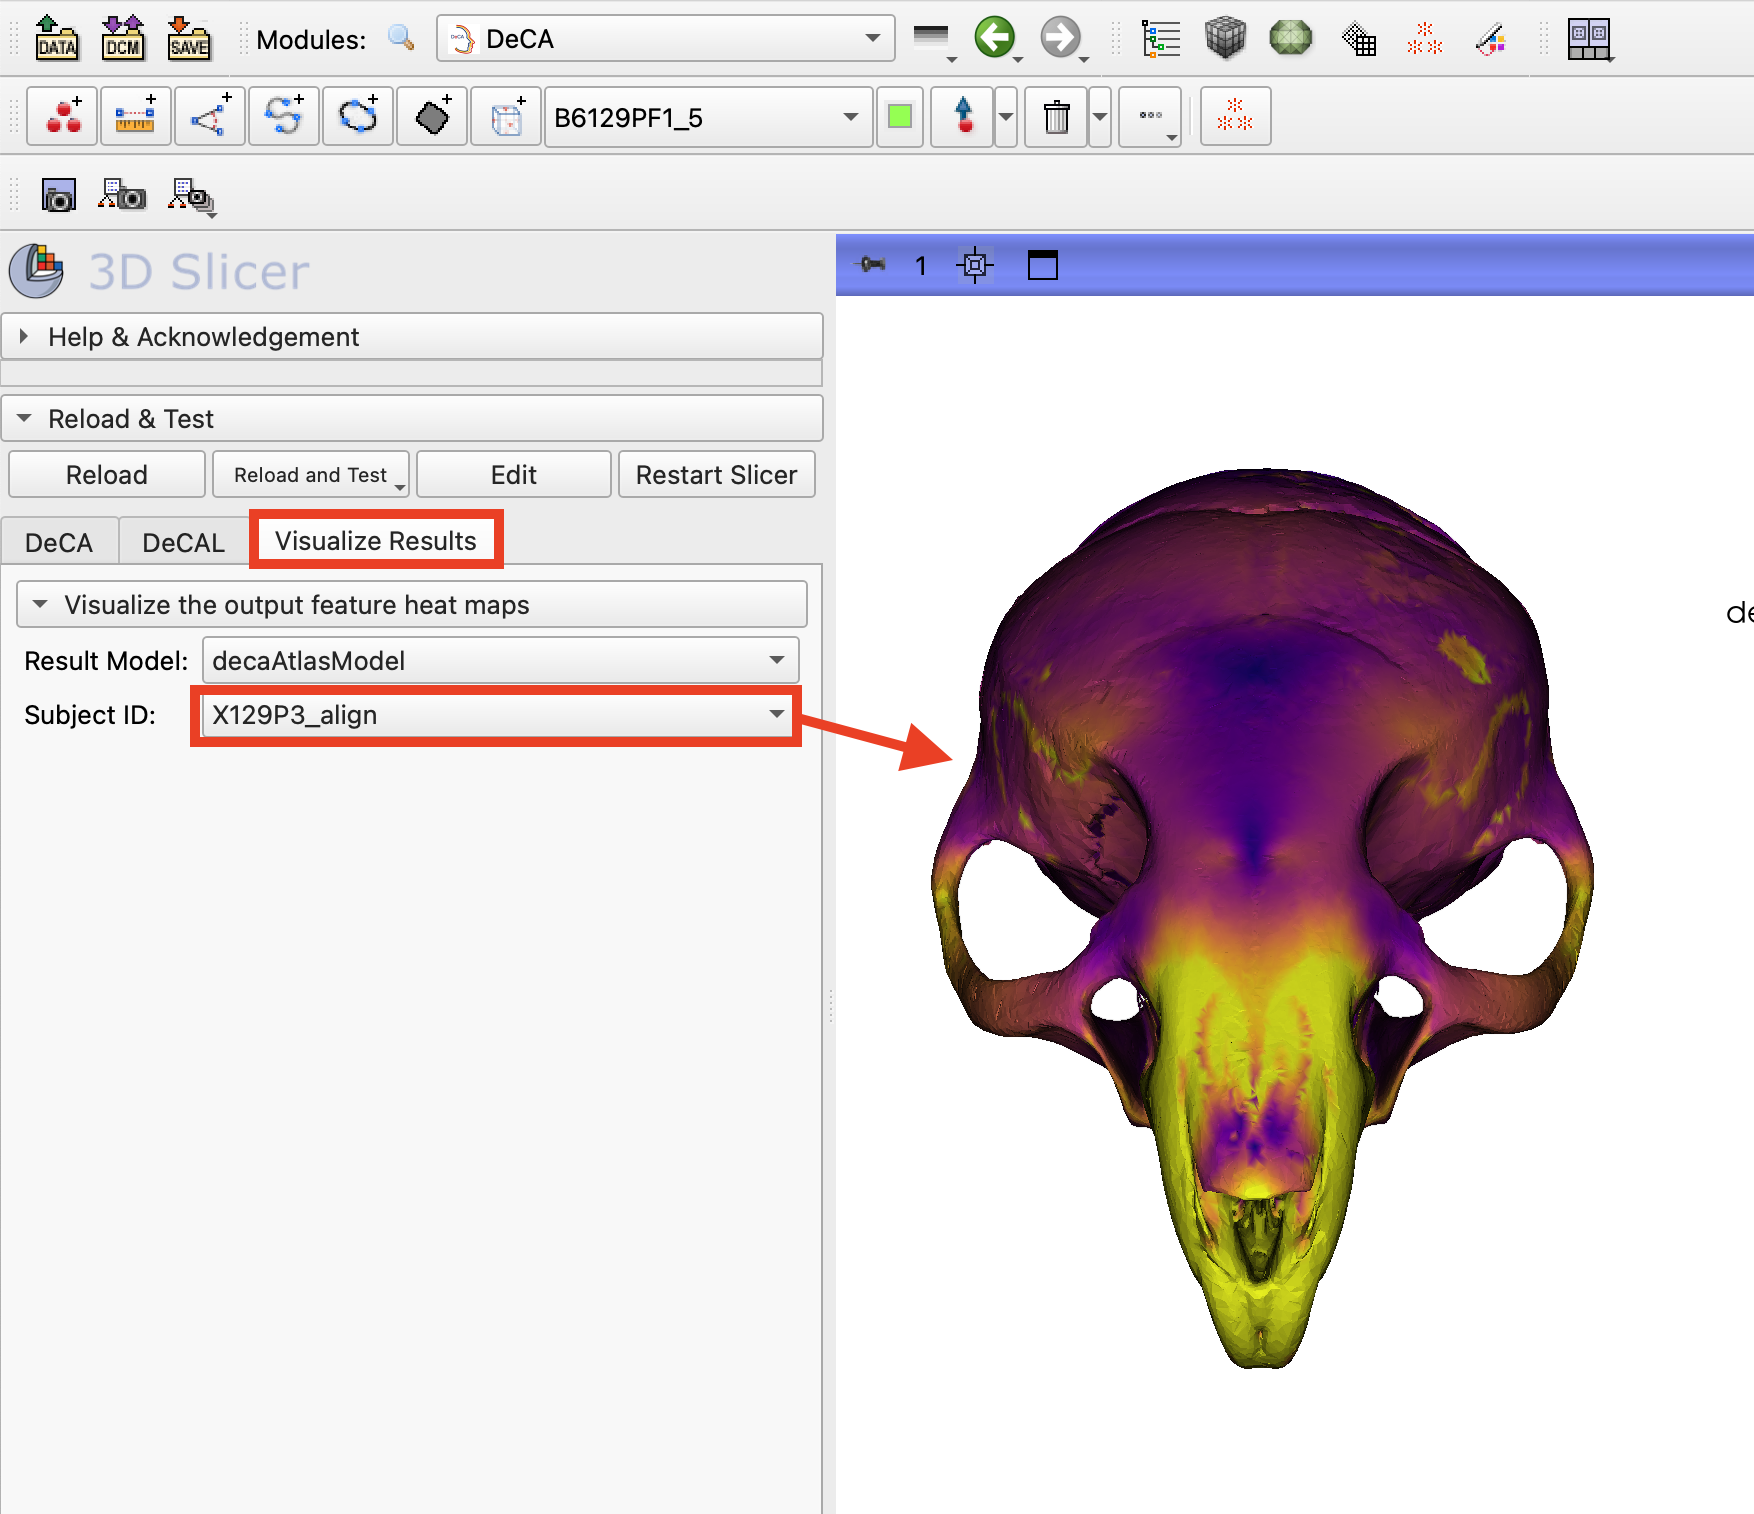 DATA DCM SAVE Modules: DeCA
B6129PF1_5
3D Slicer
1
Help & Acknowledgement
Reload & Test
Reload Reload and Test Edit Restart Slicer
DeCA DeCAL Visualize Results
Visualize the output feature heat maps
de
Result Model: decaAtlasModel
Subject ID: X129P3_align